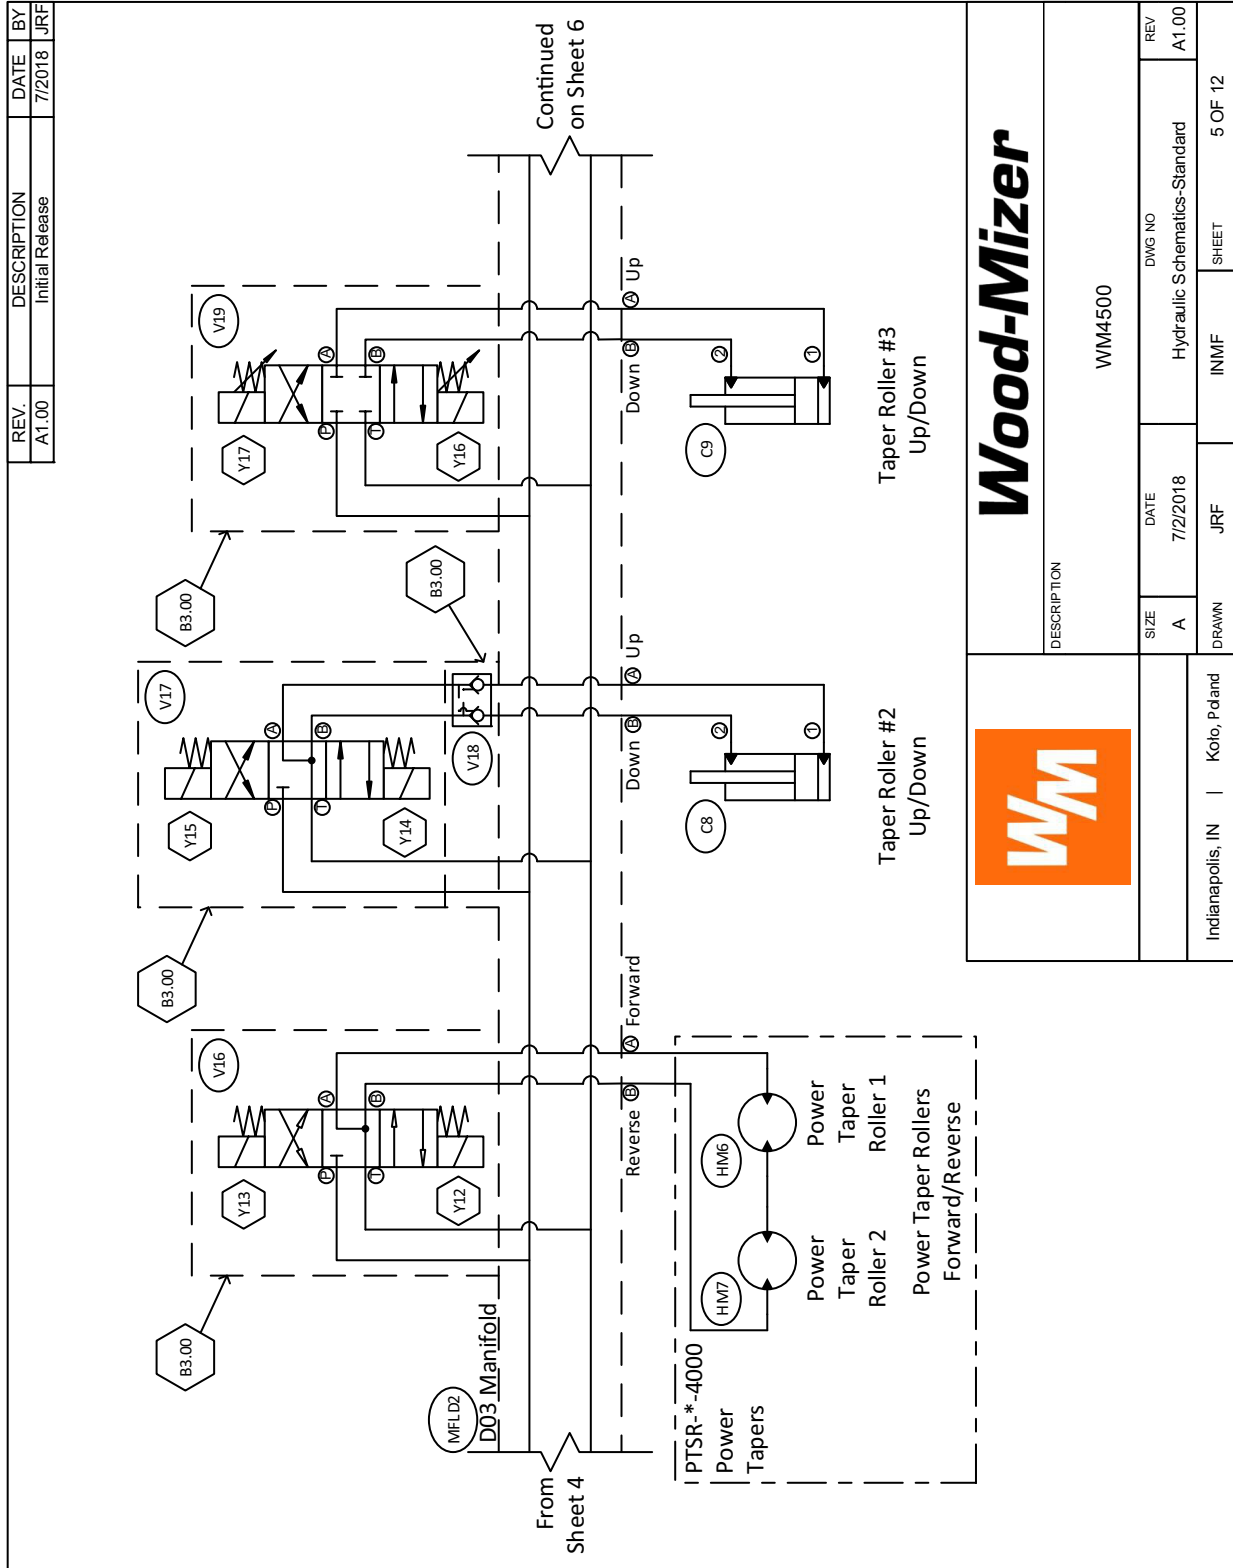 REV.
DESCRIPTION
DATE
BY
A1.00
Initial Release
7/2018
JRF
B3.00
V16
Y13
Y12
P
A
T
B
B3.00
V17
Y15
Y14
P
A
T
B
V18
B3.00
B3.00
V19
Y17
Y16
P
A
T
B
MFLD2
D03 Manifold
From
Sheet 4
Continued
on Sheet 6
Reverse B
A Forward
Down B
A Up
Down B
A Up
PTSR-*-4000
Power
Tapers
HM7
HM6
Power
Taper
Roller 2
Power
Taper
Roller 1
Power Taper Rollers
Forward/Reverse
C8
2
1
Taper Roller #2
Up/Down
C9
2
1
Taper Roller #3
Up/Down
WM
Wood-Mizer
DESCRIPTION
WM4500
SIZE
A
DATE
7/2/2018
DWG NO
Hydraulic Schematics-Standard
REV
A1.00
Indianapolis, IN | Koło, Poland
DRAWN
JRF
INMF
SHEET
5 OF 12